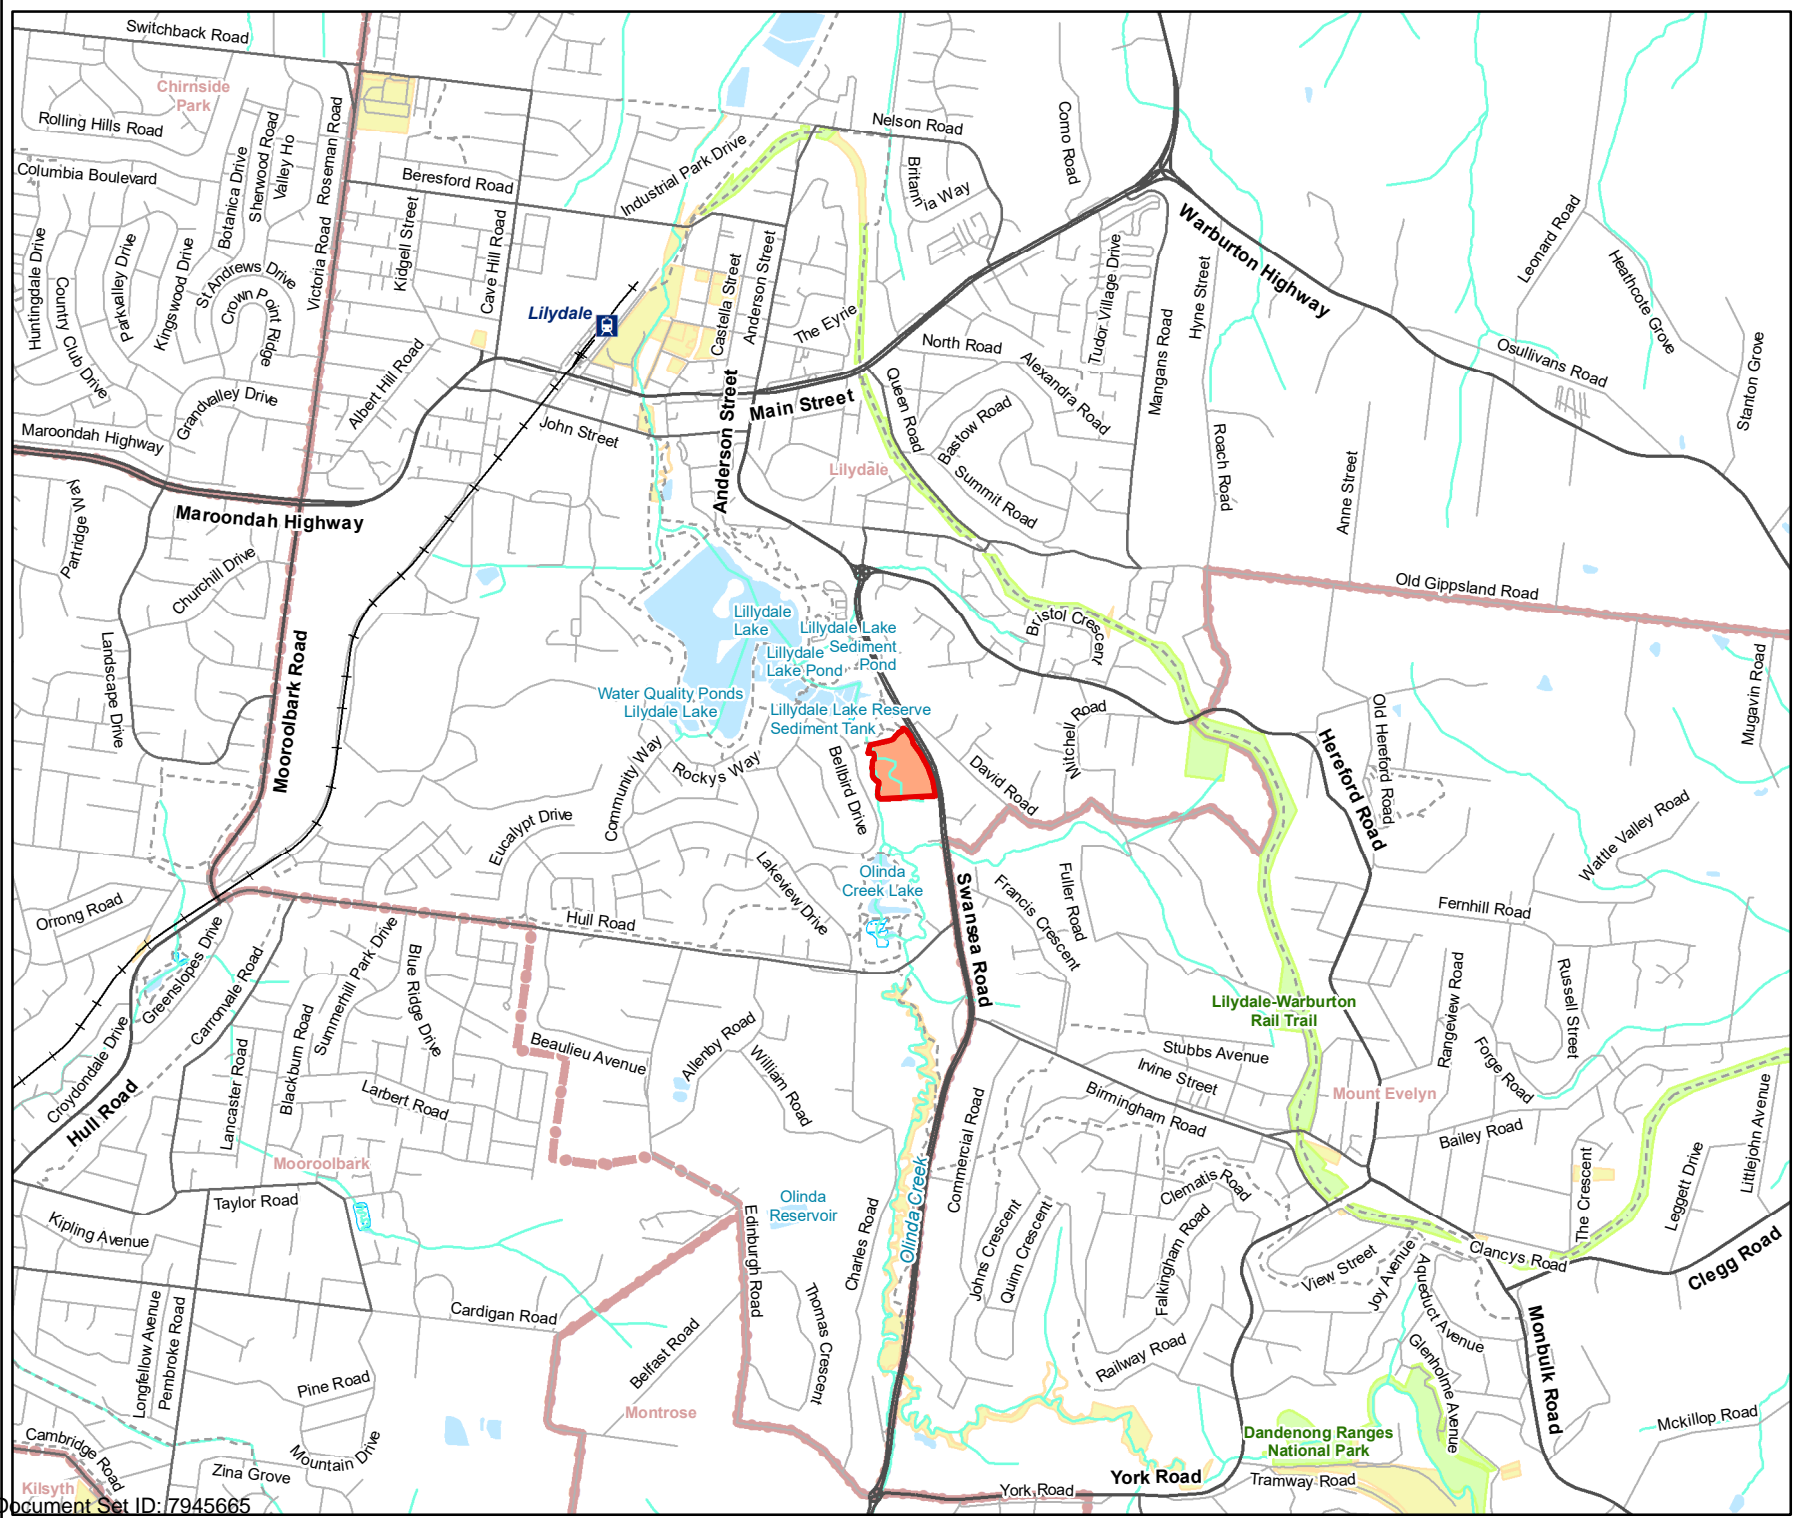 Switchback Road
Chirnside
Park
Rolling Hills Road
Columbia Boulevard
Botanica Drive
Sherwood Road
Valley Ho
Roseman Road
Victoria Road
Huntingdale Drive
Country Club Drive
Parkvalley Drive
Kingswood Drive
St Andrews Drive
Crown Point Ridge
Grandvalley Drive
Maroondah Highway
Beresford Road
Kidgell Street
Cave Hill Road
Albert Hill Road
Industrial Park Drive
Nelson Road
Britannia Way
Como Road
Lilydale
Castella Street
Anderson Street
The Eyrie
North Road
Alexandra Road
Tudor Village Drive
Mangans Road
Hyne Street
Warburton Highway
Leonard Road
Heathcote Grove
Osullivans Road
Stanton Grove
Main Street
John Street
Anderson Street
Queen Road
Bastow Road
Summit Road
Lilydale
Roach Road
Anne Street
Maroondah Highway
Partridge Way
Churchill Drive
Landscape Drive
Mooroolbark Road
Old Gippsland Road
Lillydale
Lake
Lillydale Lake
Sediment
Pond
Lillydale
Lake Pond
Water Quality Ponds
Lilydale Lake
Lillydale Lake Reserve
Sediment Tank
Bristol Crescent
Mitchell Road
Old Hereford Road
Hereford Road
Mugavin Road
Community Way
Rockys Way
Bellbird Drive
David Road
Eucalypt Drive
Lakeview Drive
Olinda
Creek Lake
Swansea Road
Francis Crescent
Fuller Road
Wattle Valley Road
Fernhill Road
Orrong Road
Hull Road
Greenslopes Drive
Carronvale Road
Summerhill Park Drive
Blue Ridge Drive
Blackburn Road
Lancaster Road
Larbert Road
Croydondale Drive
Hull Road
Beaulieu Avenue
Allenby Road
William Road
Lilydale-Warburton
Rail Trail
Rangeview Road
Russell Street
Forge Road
Stubbs Avenue
Irvine Street
Birmingham Road
Mount Evelyn
Bailey Road
Littlejohn Avenue
Leggett Drive
The Crescent
Mooroolbark
Taylor Road
Kipling Avenue
Olinda
Reservoir
Edinburgh Road
Charles Road
Olinda Creek
Commercial Road
Johns Crescent
Quinn Crescent
Clematis Road
Falkingham Road
View Street
Joy Avenue
Aqueduct Avenue
Clancys Road
Clegg Road
Monbulk Road
Longfellow Avenue
Pembroke Road
Cardigan Road
Belfast Road
Thomas Crescent
Railway Road
Glenholme Avenue
Pine Road
Montrose
Mountain Drive
Zina Grove
Cambridge Road
Kilsyth
Dandenong Ranges
National Park
Mckillop Road
York Road
York Road
Tramway Road
Document Set ID: 7945665